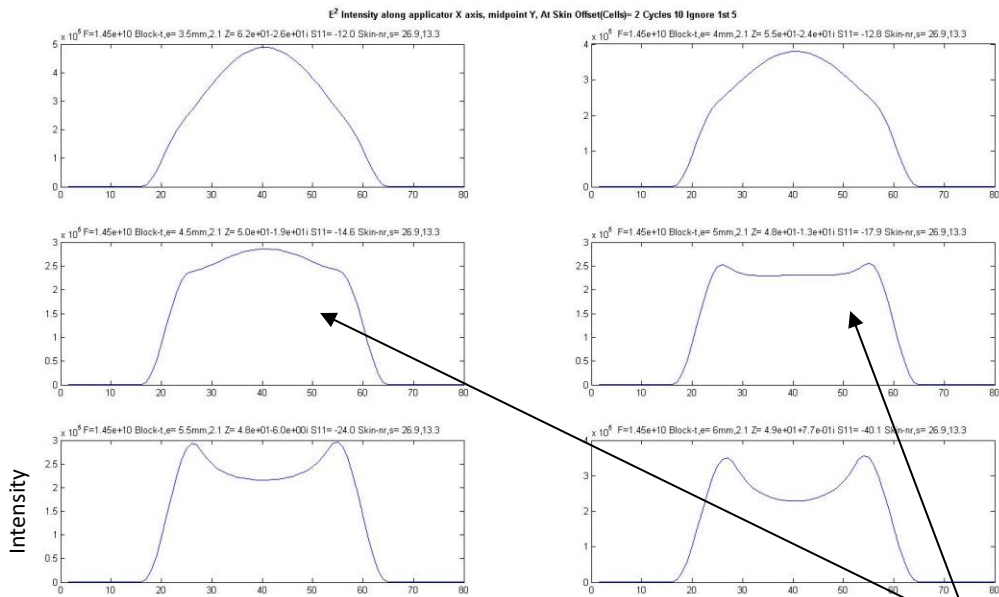 E² Intensity along applicator X axis, midpoint Y, At Skin Offset(Cells)= 2 Cycles 10 Ignore 1st 5
x 10⁶ F=1.45e+10 Block-t,e= 3.5mm,2.1 Z= 6.2e+01-2.6e+01i S11= -12.0 Skin-nr,s= 26.9,13.3
5
4
3
2
1
0
0 10 20 30 40 50 60 70 80
x 10⁶ F=1.45e+10 Block-t,e= 4mm,2.1 Z= 5.5e+01-2.4e+01i S11= -12.8 Skin-nr,s= 26.9,13.3
4
3
2
1
0
0 10 20 30 40 50 60 70 80
x 10⁶ F=1.45e+10 Block-t,e= 4.5mm,2.1 Z= 5.0e+01-1.9e+01i S11= -14.6 Skin-nr,s= 26.9,13.3
3
2.5
2
1.5
1
0.5
0
0 10 20 30 40 50 60 70 80
x 10⁶ F=1.45e+10 Block-t,e= 5mm,2.1 Z= 4.8e+01-1.3e+01i S11= -17.9 Skin-nr,s= 26.9,13.3
3
2.5
2
1.5
1
0.5
0
0 10 20 30 40 50 60 70 80
x 10⁶ F=1.45e+10 Block-t,e= 5.5mm,2.1 Z= 4.8e+01-6.0e+00i S11= -24.0 Skin-nr,s= 26.9,13.3
3
2.5
2
1.5
1
0.5
0
0 10 20 30 40 50 60 70 80
x 10⁶ F=1.45e+10 Block-t,e= 6mm,2.1 Z= 4.9e+01+7.7e-01i S11= -40.1 Skin-nr,s= 26.9,13.3
4
3
2
1
0
0 10 20 30 40 50 60 70 80
Intensity